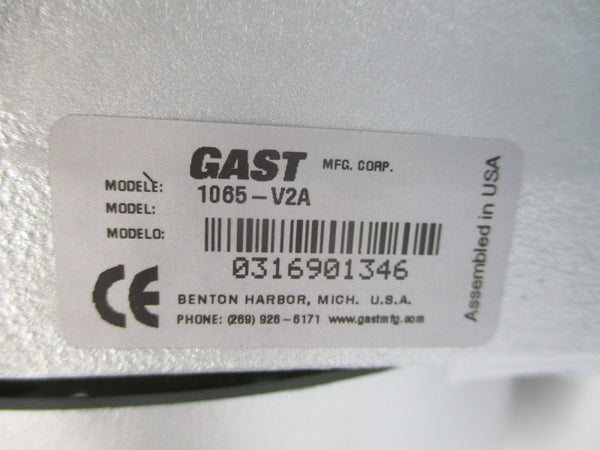 GAST MFG. CORP.
MODÈLE:
MODEL:
MODELO:
1065-V2A
0316901346
CE
BENTON HARBOR, MICH. U.S.A.
PHONE: (269) 926-6171 www.gastmfg.com
Assembled in USA